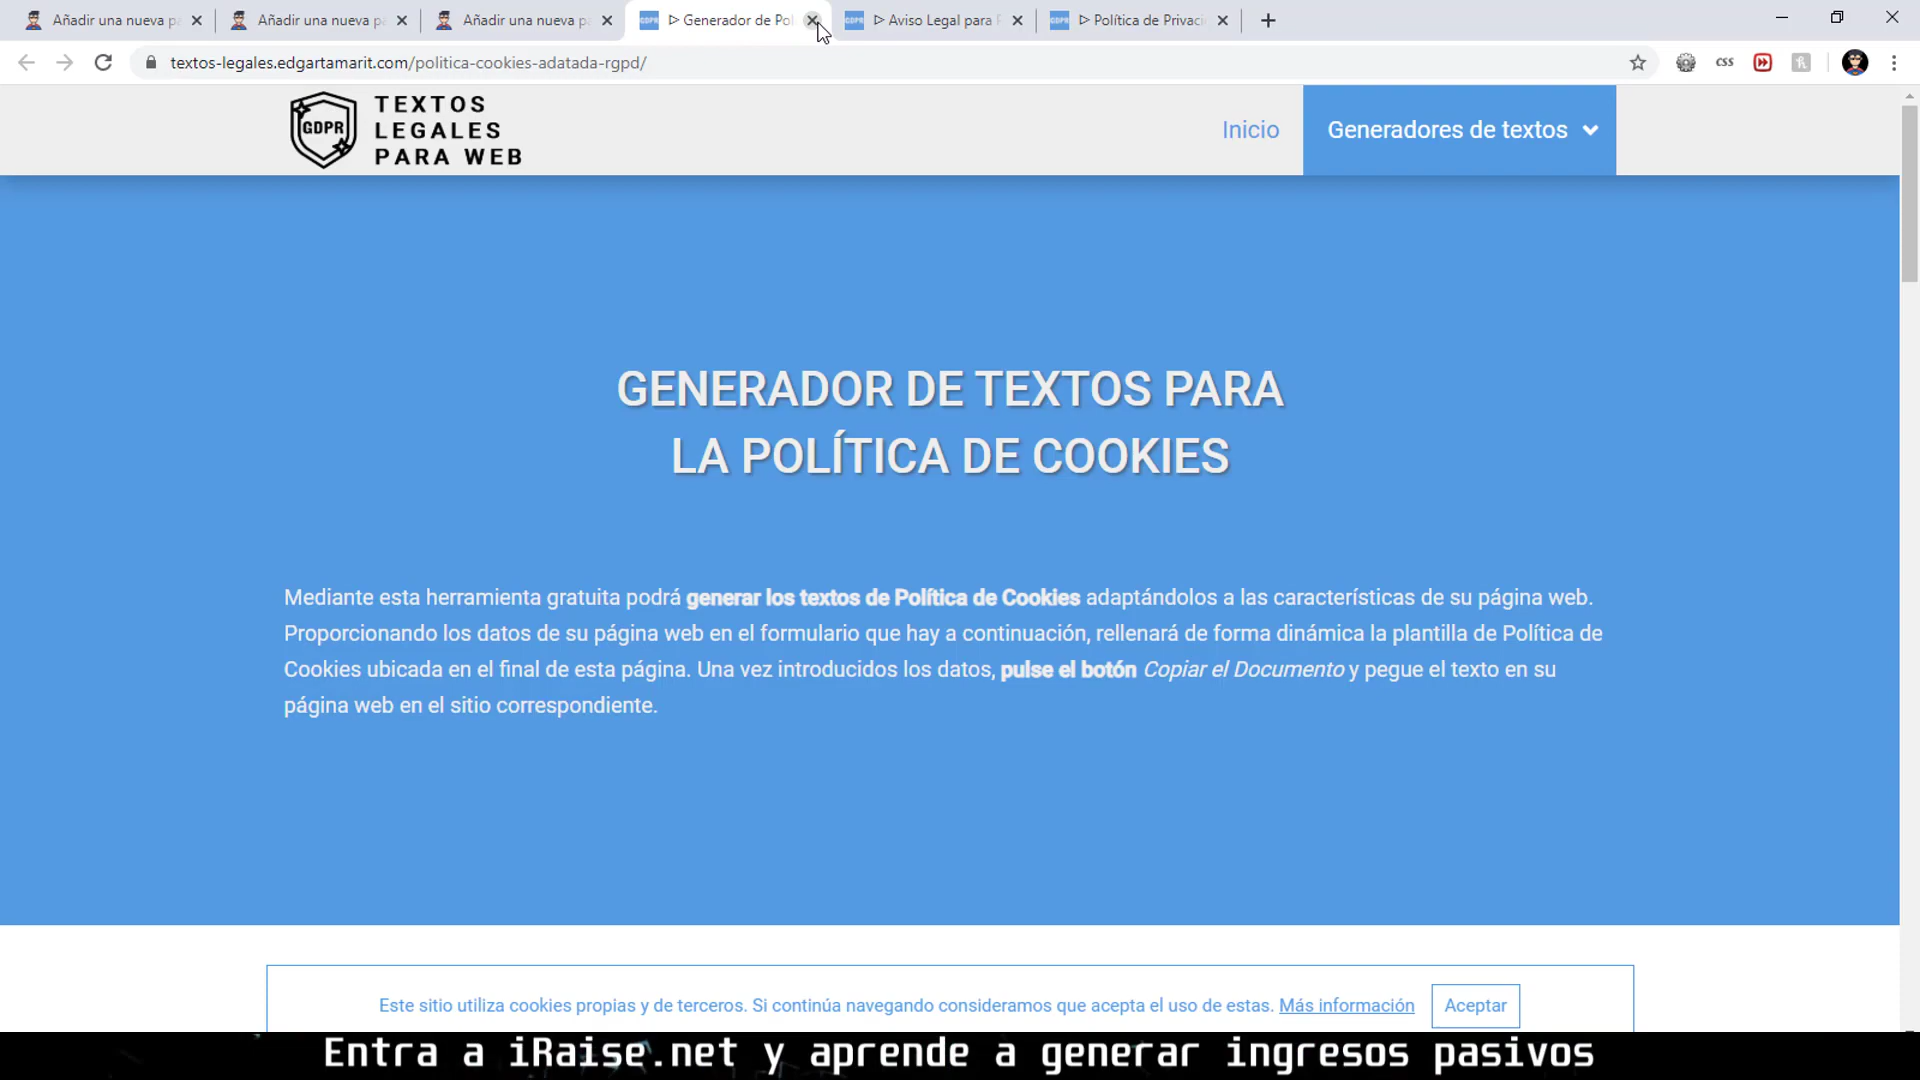 Añadir una nueva pa
Añadir una nueva pa
Añadir una nueva pa
▷ Generador de Pol
▷ Aviso Legal para P
▷ Política de Privaci
textos-legales.edgartamarit.com/politica-cookies-adatada-rgpd/
css
GDPR
TEXTOS
LEGALES
PARA WEB
Inicio
Generadores de textos
GENERADOR DE TEXTOS PARA
LA POLÍTICA DE COOKIES
Mediante esta herramienta gratuita podrá generar los textos de Política de Cookies adaptándolos a las características de su página web.
Proporcionando los datos de su página web en el formulario que hay a continuación, rellenará de forma dinámica la plantilla de Política de
Cookies ubicada en el final de esta página. Una vez introducidos los datos, pulse el botón Copiar el Documento y pegue el texto en su
página web en el sitio correspondiente.
Este sitio utiliza cookies propias y de terceros. Si continúa navegando consideramos que acepta el uso de estas. Más información
Aceptar
Entra a iRaise.net y aprende a generar ingresos pasivos